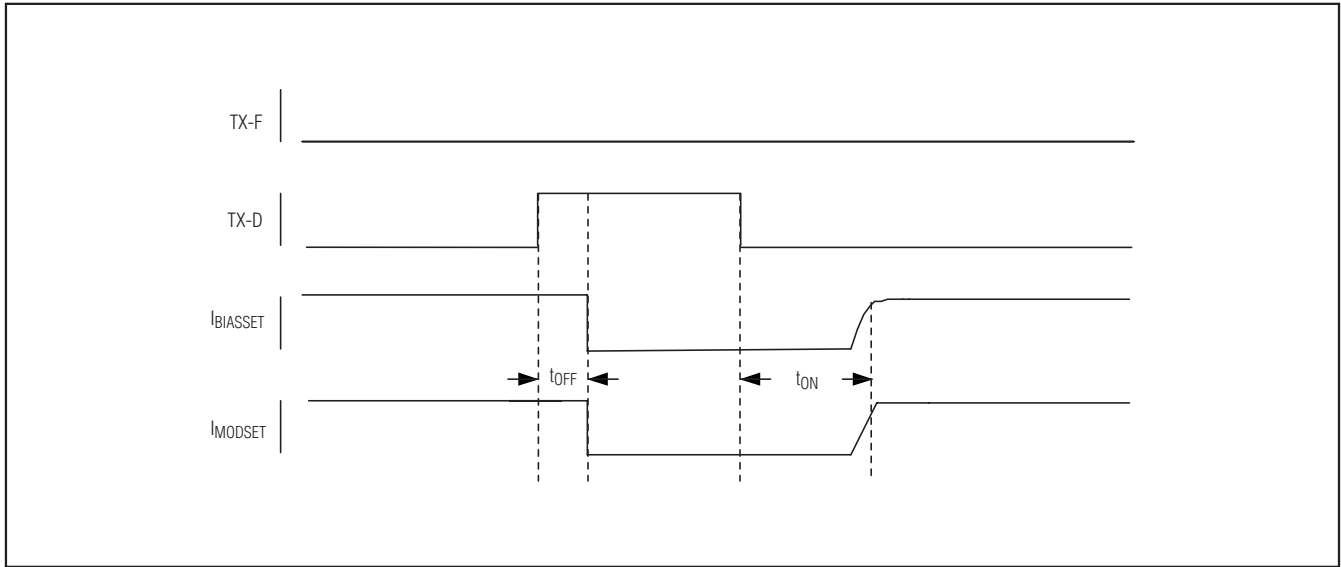 TX-F
TX-D
IBIASSET
tOFF
tON
IMODSET